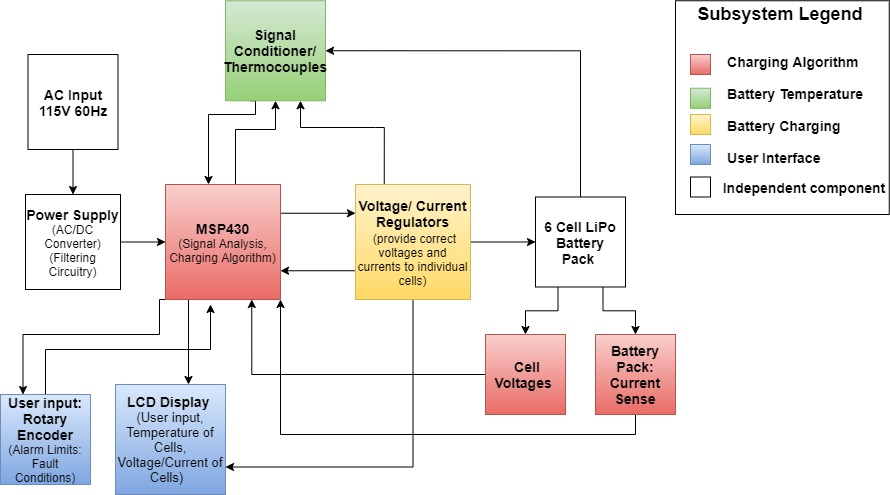 Signal
Conditioner/
Thermocouples
Subsystem Legend
Charging Algorithm
Battery Temperature
Battery Charging
User Interface
Independent component
AC Input
115V 60Hz
Power Supply
(AC/DC
Converter)
(Filtering
Circuitry)
MSP430
(Signal Analysis,
Charging Algorithm)
Voltage/ Current
Regulators
(provide correct
voltages and
currents to individual
cells)
6 Cell LiPo
Battery
Pack
Cell
Voltages
Battery
Pack:
Current
Sense
User input:
Rotary
Encoder
(Alarm Limits:
Fault
Conditions)
LCD Display
(User input,
Temperature of
Cells,
Voltage/Current of
Cells)